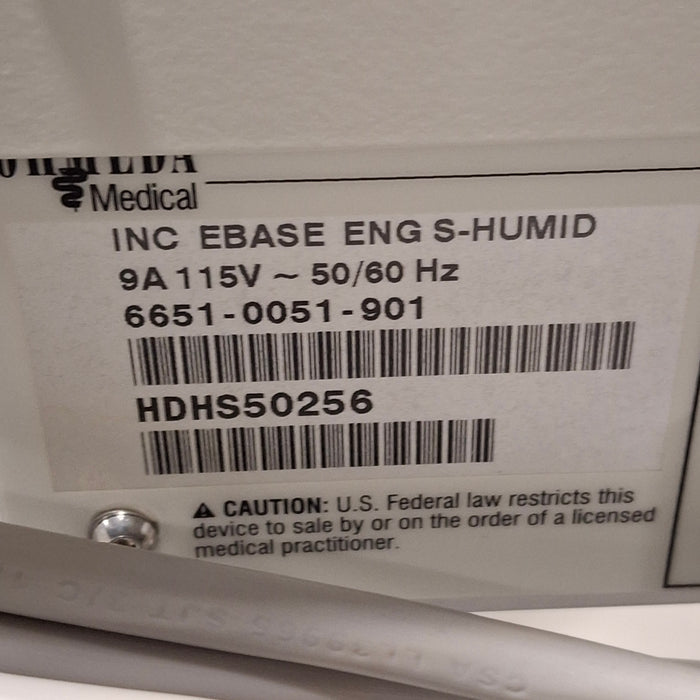 OHMEDA
Medical
INC EBASE ENG S-HUMID
9A 115V ~ 50/60 Hz
6651-0051-901
HDHS50256
⚠ CAUTION: U.S. Federal law restricts this
device to sale by or on the order of a licensed
medical practitioner.